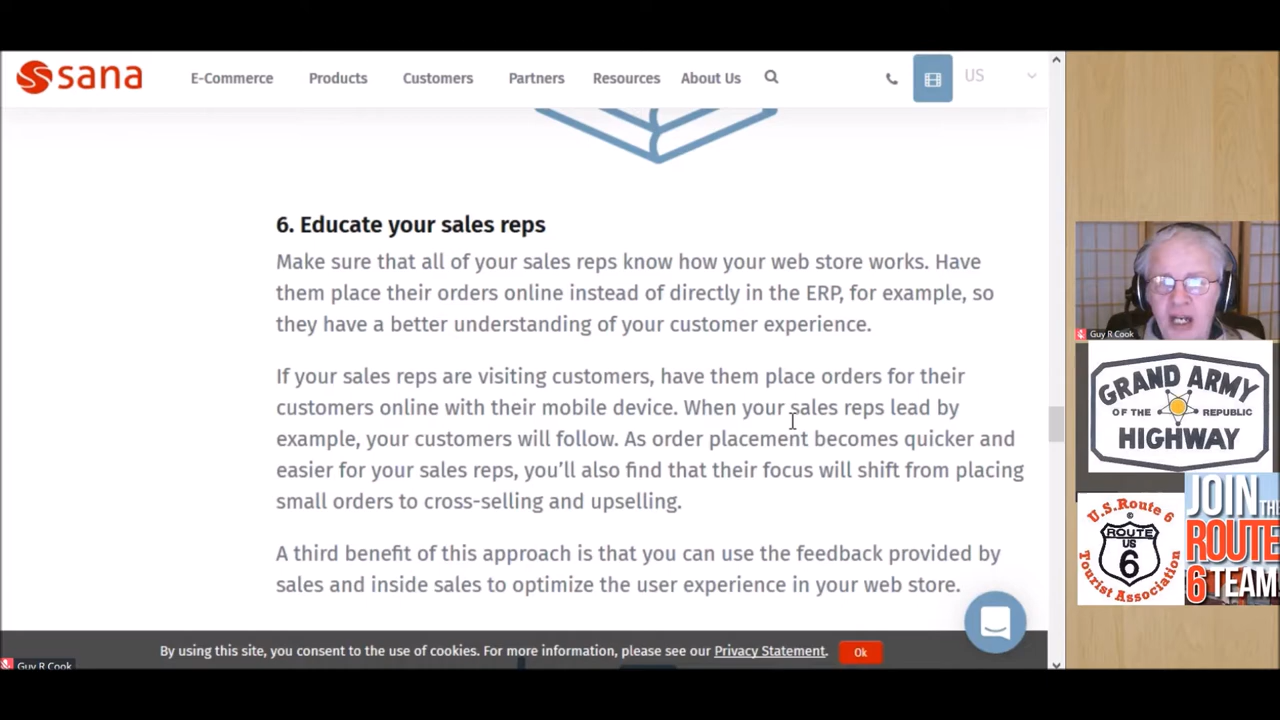 sana
E-Commerce Products Customers Partners Resources About Us US
6. Educate your sales reps
Make sure that all of your sales reps know how your web store works. Have
them place their orders online instead of directly in the ERP, for example, so
they have a better understanding of your customer experience.
If your sales reps are visiting customers, have them place orders for their
customers online with their mobile device. When your sales reps lead by
example, your customers will follow. As order placement becomes quicker and
easier for your sales reps, you’ll also find that their focus will shift from placing
small orders to cross-selling and upselling.
A third benefit of this approach is that you can use the feedback provided by
sales and inside sales to optimize the user experience in your web store.
By using this site, you consent to the use of cookies. For more information, please see our Privacy Statement. Ok
Guy R Cook
Guy R Cook
GRAND ARMY
OF THE REPUBLIC
HIGHWAY
U.S. Route 6
©
ROUTE
US
6
Tourist Association
JOIN
THIS
ROUTE
6 TEAM!